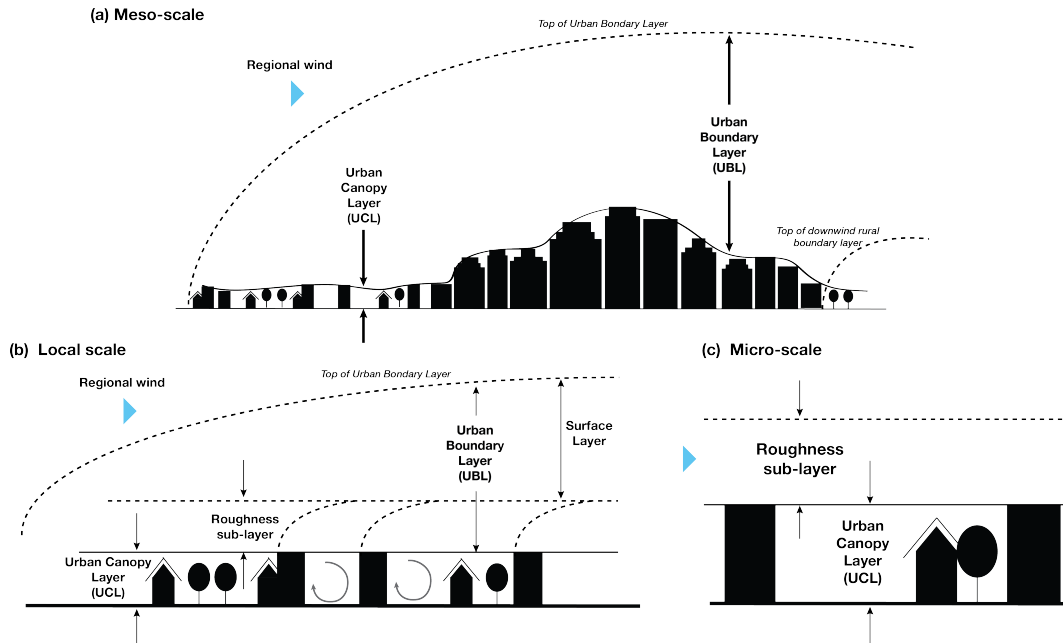 (a) Meso-scale
Top of Urban Bondary Layer
Regional wind
Urban
Boundary
Layer
(UBL)
Urban
Canopy
Layer
(UCL)
Top of downwind rural
boundary layer
(b) Local scale
Regional wind
Top of Urban Bondary Layer
Urban
Boundary
Layer
(UBL)
Surface
Layer
Roughness
sub-layer
Urban Canopy
Layer
(UCL)
(c) Micro-scale
Roughness
sub-layer
Urban
Canopy
Layer
(UCL)